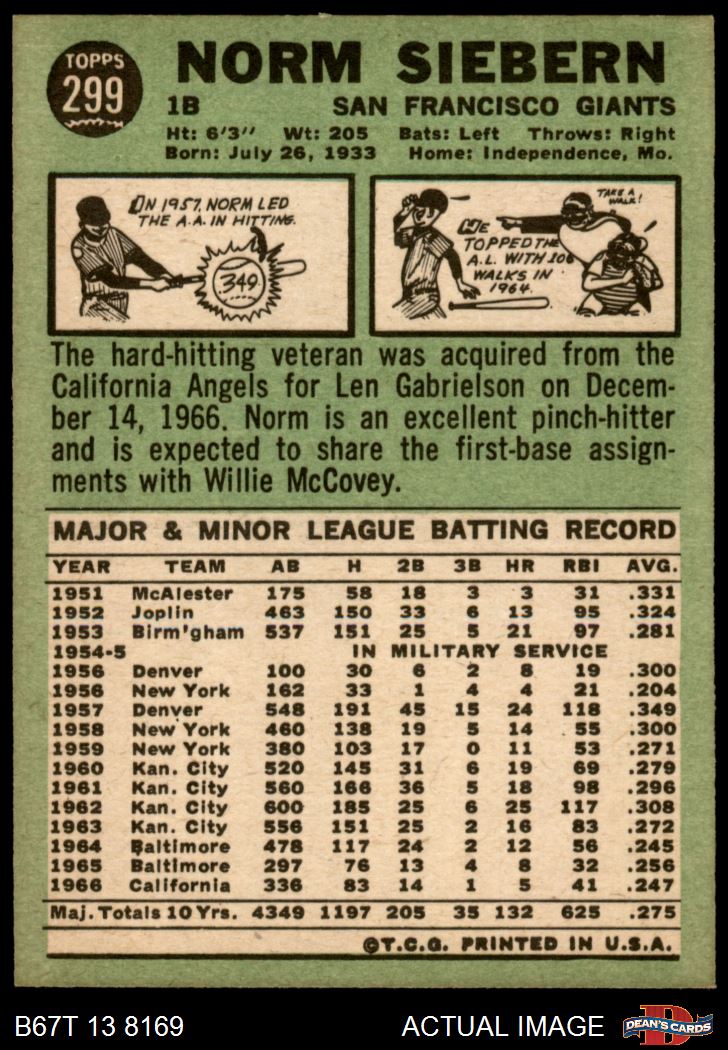 TOPPS
299
NORM SIEBERN
1B SAN FRANCISCO GIANTS
Ht: 6'3" Wt: 205 Bats: Left Throws: Right
Born: July 26, 1933 Home: Independence, Mo.
IN 1957, NORM LED
THE A.A. IN HITTING.
.349
TAKE A
WALK!
HE
TOPPED THE
A.L. WITH 106
WALKS IN
1964.
The hard-hitting veteran was acquired from the
California Angels for Len Gabrielson on Decem-
ber 14, 1966. Norm is an excellent pinch-hitter
and is expected to share the first-base assign-
ments with Willie McCovey.
MAJOR & MINOR LEAGUE BATTING RECORD
YEAR TEAM AB H 2B 3B HR RBI AVG.
1951 McAlester 175 58 18 3 3 31 .331
1952 Joplin 463 150 33 6 13 95 .324
1953 Birm'gham 537 151 25 5 21 97 .281
1954-5 IN MILITARY SERVICE
1956 Denver 100 30 6 2 8 19 .300
1956 New York 162 33 1 4 4 21 .204
1957 Denver 548 191 45 15 24 118 .349
1958 New York 460 138 19 5 14 55 .300
1959 New York 380 103 17 0 11 53 .271
1960 Kan. City 520 145 31 6 19 69 .279
1961 Kan. City 560 166 36 5 18 98 .296
1962 Kan. City 600 185 25 6 25 117 .308
1963 Kan. City 556 151 25 2 16 83 .272
1964 Baltimore 478 117 24 2 12 56 .245
1965 Baltimore 297 76 13 4 8 32 .256
1966 California 336 83 14 1 5 41 .247
Maj. Totals 10 Yrs. 4349 1197 205 35 132 625 .275
©T.C.G. PRINTED IN U.S.A.
B67T 13 8169 ACTUAL IMAGE
D
DEAN'S CARDS